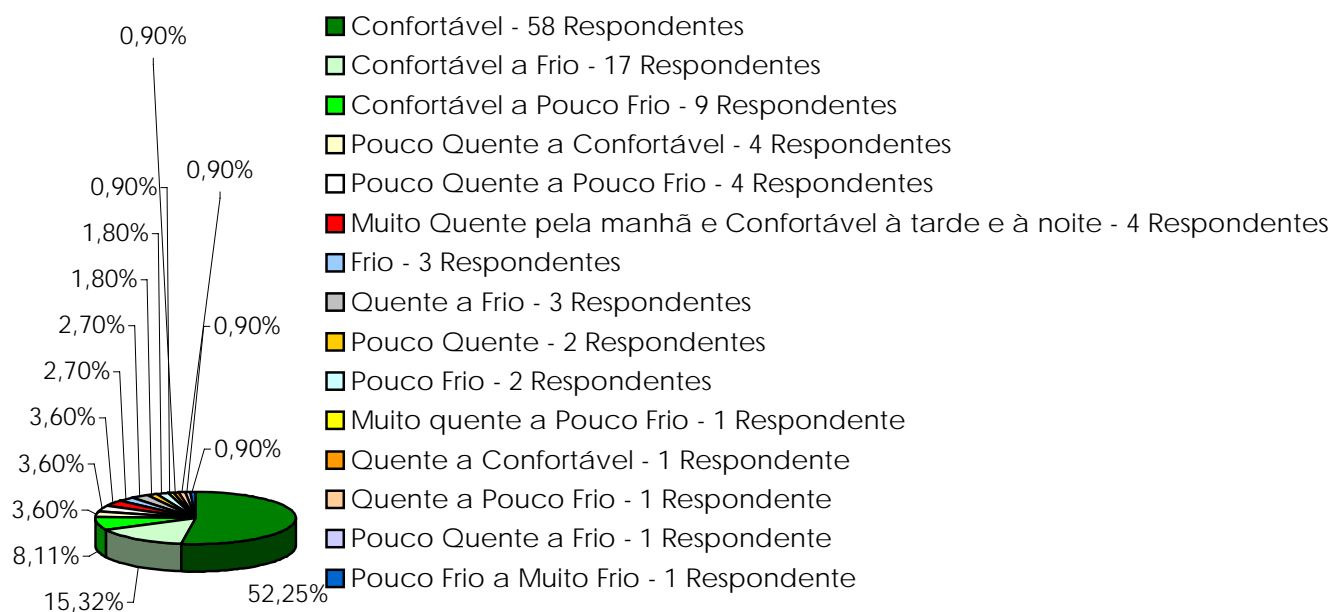 0,90%
0,90%
0,90%
1,80%
1,80%
2,70%
0,90%
2,70%
3,60%
0,90%
3,60%
3,60%
8,11%
15,32%
52,25%
Confortável - 58 Respondentes
Confortável a Frio - 17 Respondentes
Confortável a Pouco Frio - 9 Respondentes
Pouco Quente a Confortável - 4 Respondentes
Pouco Quente a Pouco Frio - 4 Respondentes
Muito Quente pela manhã e Confortável à tarde e à noite - 4 Respondentes
Frio - 3 Respondentes
Quente a Frio - 3 Respondentes
Pouco Quente - 2 Respondentes
Pouco Frio - 2 Respondentes
Muito quente a Pouco Frio - 1 Respondente
Quente a Confortável - 1 Respondente
Quente a Pouco Frio - 1 Respondente
Pouco Quente a Frio - 1 Respondente
Pouco Frio a Muito Frio - 1 Respondente